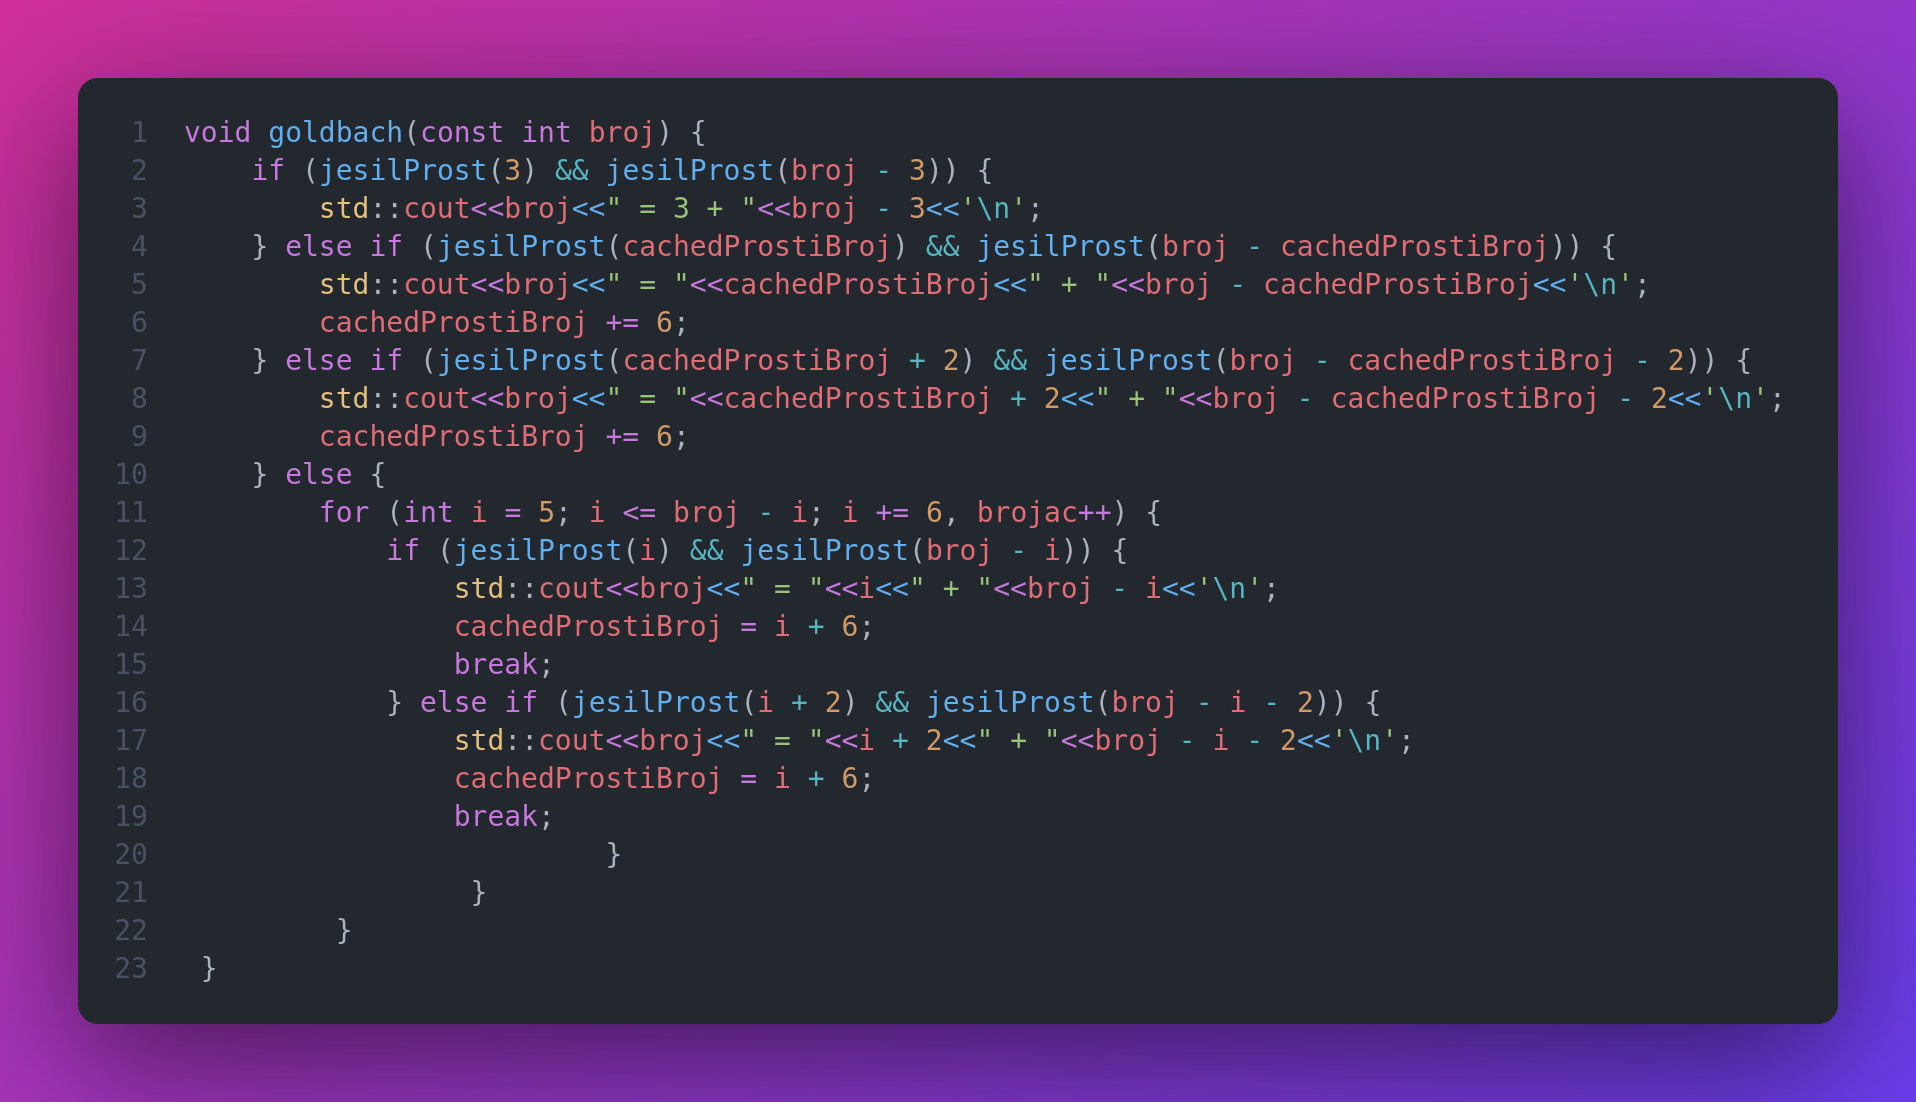 1 void goldbach(const int broj) {
2     if (jesilProst(3) && jesilProst(broj - 3)) {
3         std::cout<<broj<<" = 3 + "<<broj - 3<<'\n';
4     } else if (jesilProst(cachedProstiBroj) && jesilProst(broj - cachedProstiBroj)) {
5         std::cout<<broj<<" = "<<cachedProstiBroj<<" + "<<broj - cachedProstiBroj<<'\n';
6         cachedProstiBroj += 6;
7     } else if (jesilProst(cachedProstiBroj + 2) && jesilProst(broj - cachedProstiBroj - 2)) {
8         std::cout<<broj<<" = "<<cachedProstiBroj + 2<<" + "<<broj - cachedProstiBroj - 2<<'\n';
9         cachedProstiBroj += 6;
10     } else {
11         for (int i = 5; i <= broj - i; i += 6, brojac++) {
12             if (jesilProst(i) && jesilProst(broj - i)) {
13                 std::cout<<broj<<" = "<<i<<" + "<<broj - i<<'\n';
14                 cachedProstiBroj = i + 6;
15                 break;
16             } else if (jesilProst(i + 2) && jesilProst(broj - i - 2)) {
17                 std::cout<<broj<<" = "<<i + 2<<" + "<<broj - i - 2<<'\n';
18                 cachedProstiBroj = i + 6;
19                 break;
20                          }
21                  }
22          }
23  }